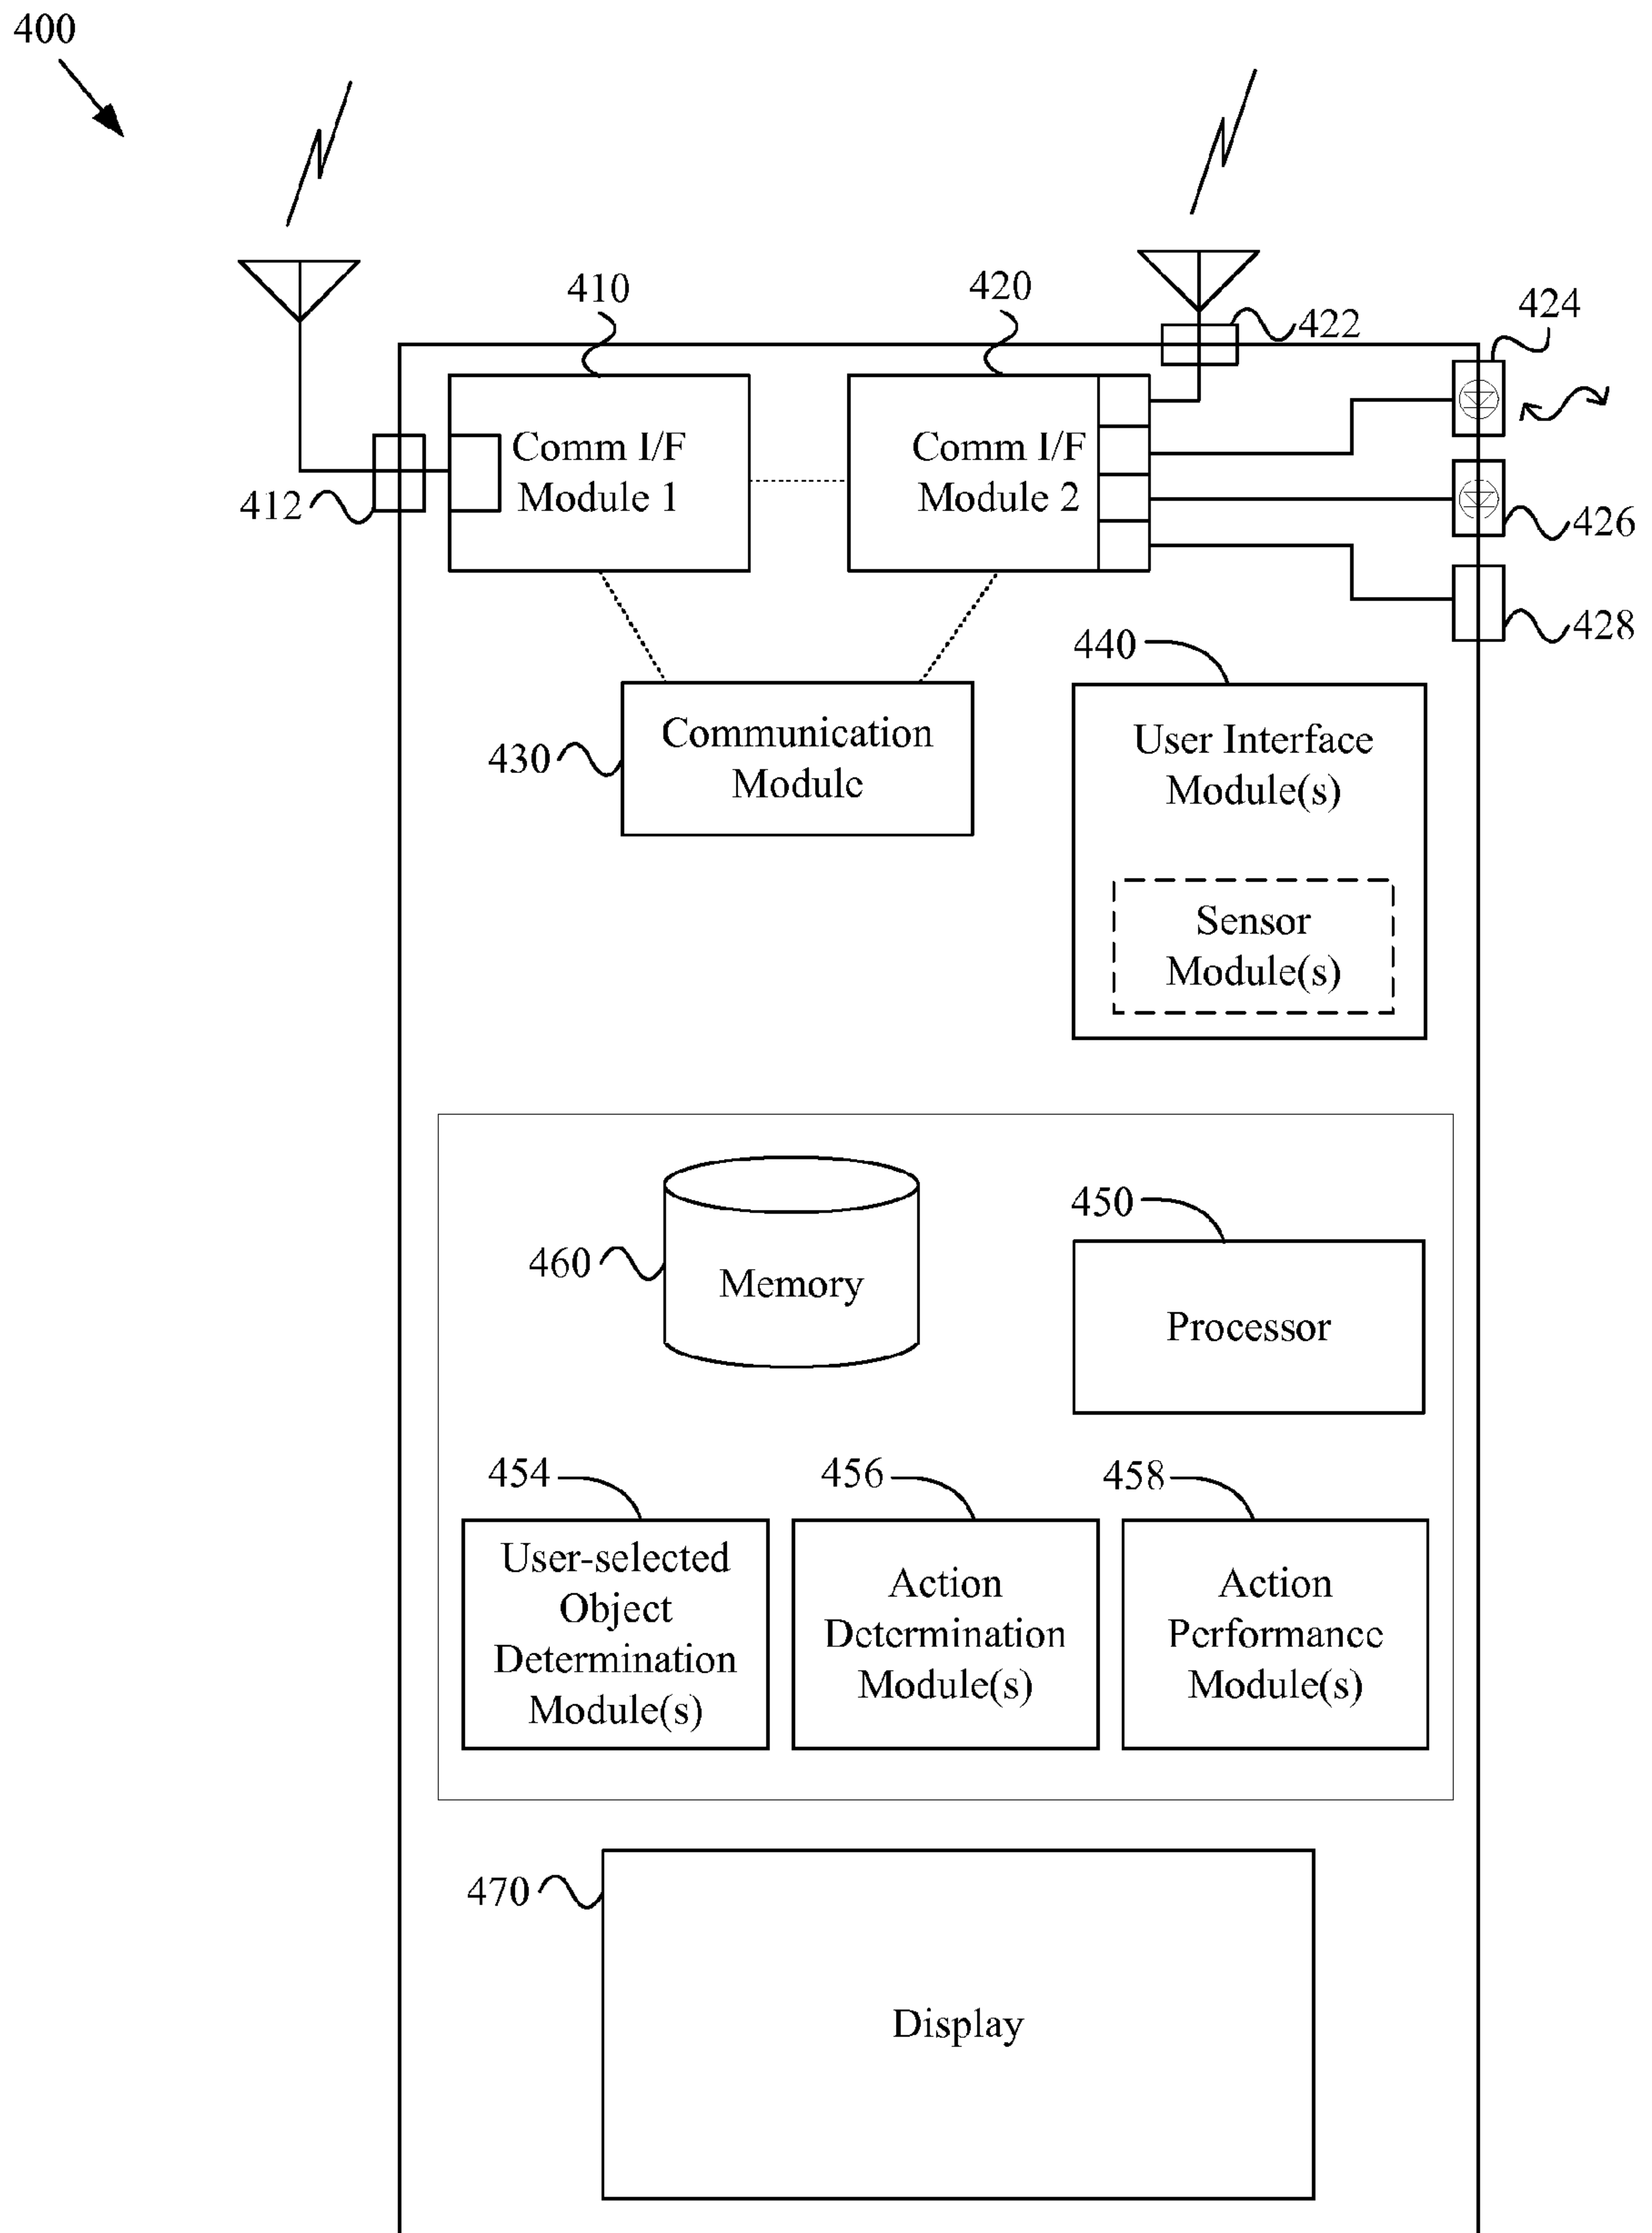 400
410
420
422
424
Comm I/F
Module 1
Comm I/F
Module 2
412
426
428
440
430
Communication
Module
User Interface
Module(s)
Sensor
Module(s)
450
460
Memory
Processor
454
456
458
User-selected
Object
Determination
Module(s)
Action
Determination
Module(s)
Action
Performance
Module(s)
470
Display